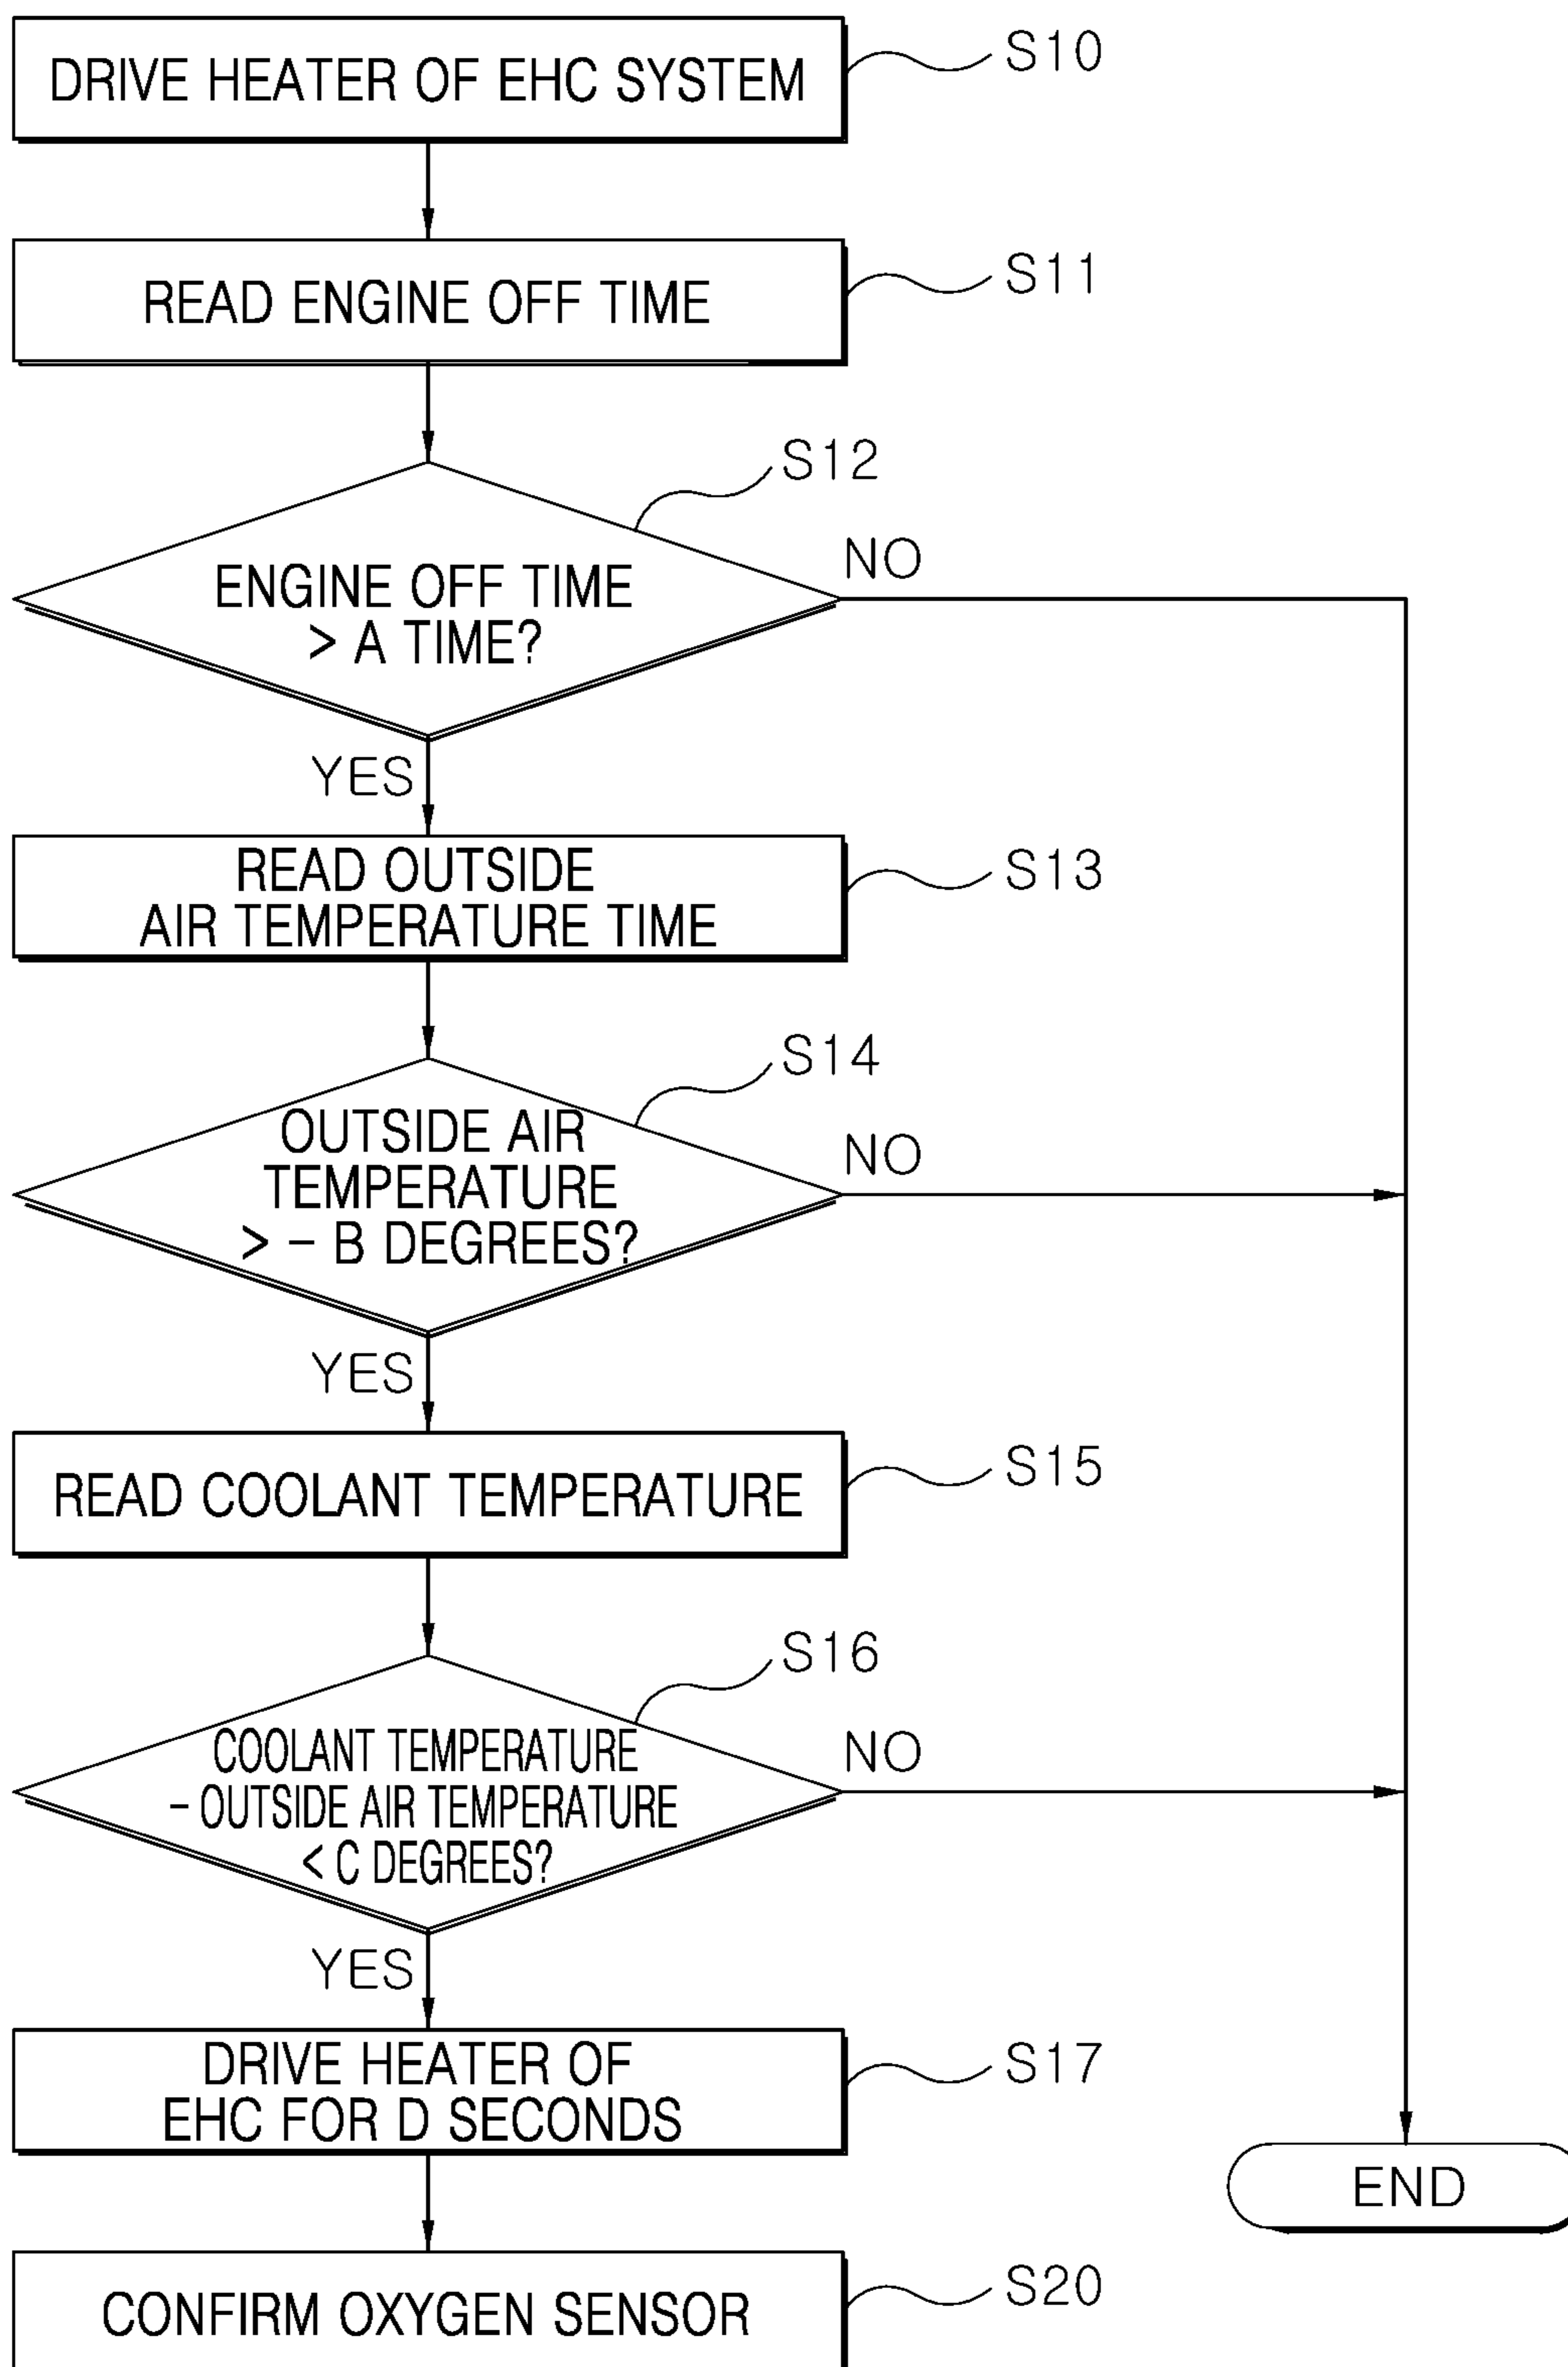 DRIVE HEATER OF EHC SYSTEM
S10
READ ENGINE OFF TIME
S11
S12
ENGINE OFF TIME
> A TIME?
NO
YES
READ OUTSIDE
AIR TEMPERATURE TIME
S13
S14
OUTSIDE AIR
TEMPERATURE
> - B DEGREES?
NO
YES
READ COOLANT TEMPERATURE
S15
S16
COOLANT TEMPERATURE
- OUTSIDE AIR TEMPERATURE
< C DEGREES?
NO
YES
DRIVE HEATER OF
EHC FOR D SECONDS
S17
END
CONFIRM OXYGEN SENSOR
S20